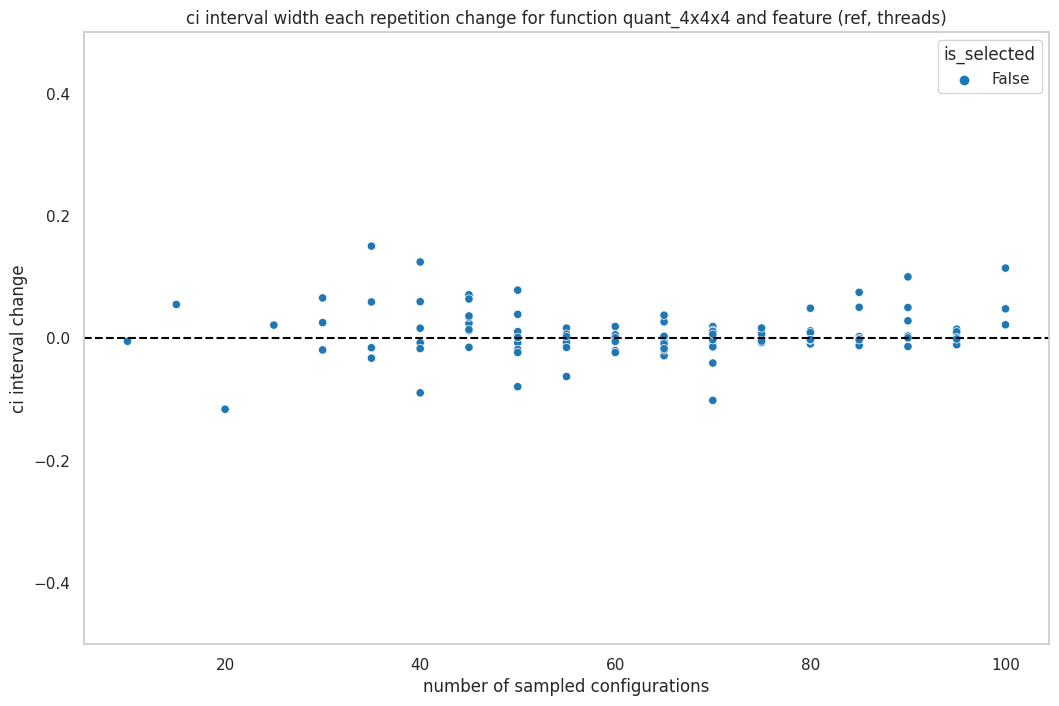 ci interval width each repetition change for function quant_4x4x4 and feature (ref, threads)
is_selected
False
0.4
0.2
0.0
−0.2
−0.4
ci interval change
20 40 60 80 100
number of sampled configurations